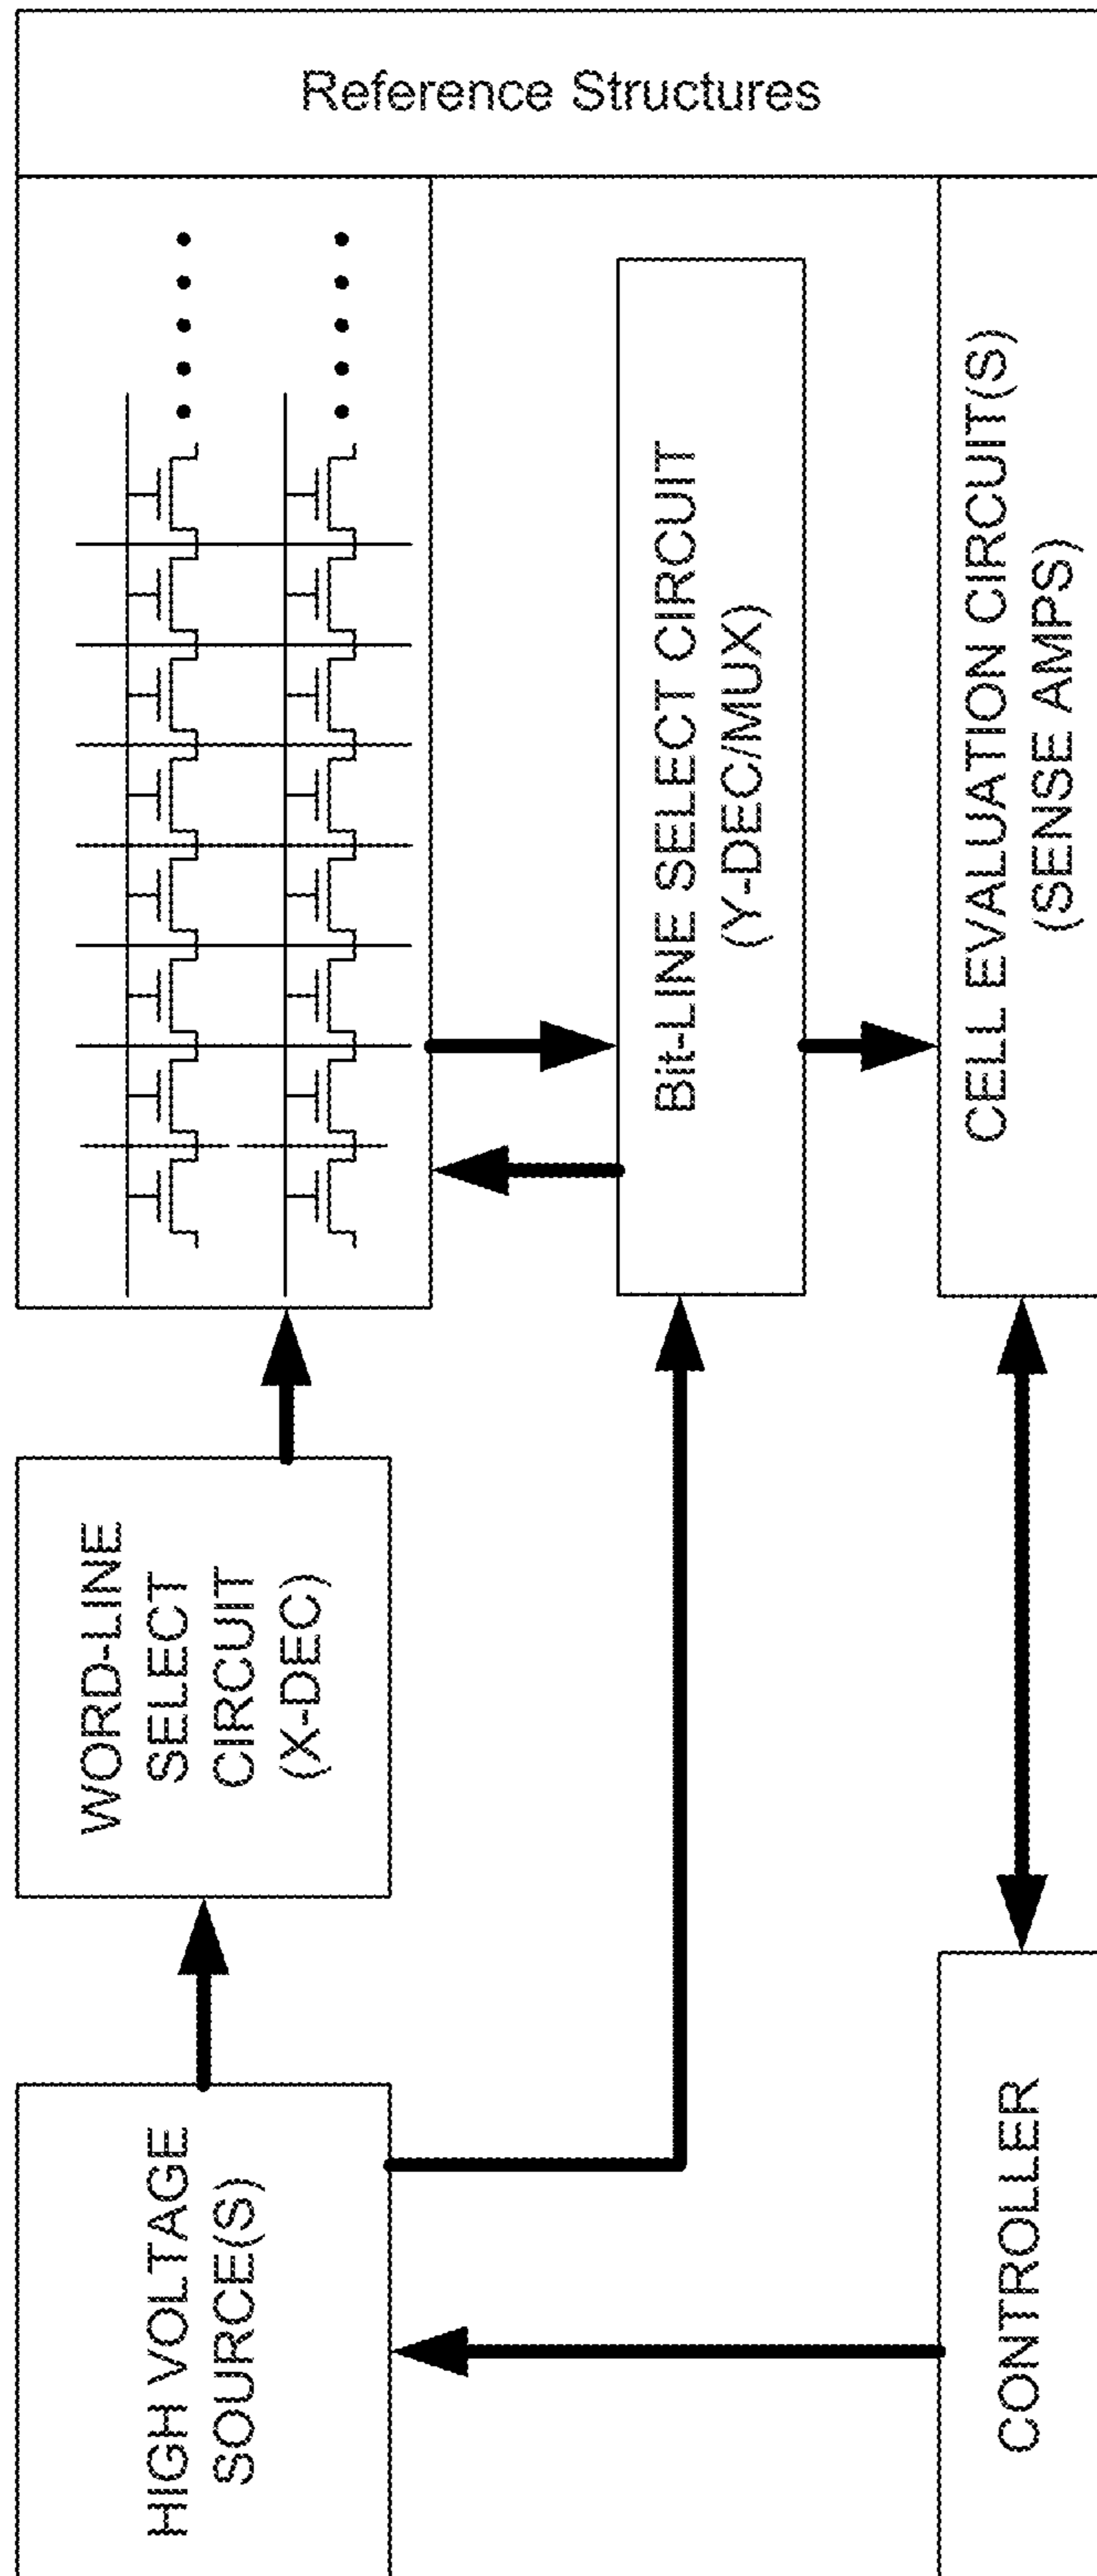 Reference Structures
HIGH VOLTAGE
SOURCE(S)
WORD-LINE
SELECT
CIRCUIT
(X-DEC)
Bit-LINE SELECT CIRCUIT
(Y-DEC/MUX)
CONTROLLER
CELL EVALUATION CIRCUIT(S)
(SENSE AMPS)